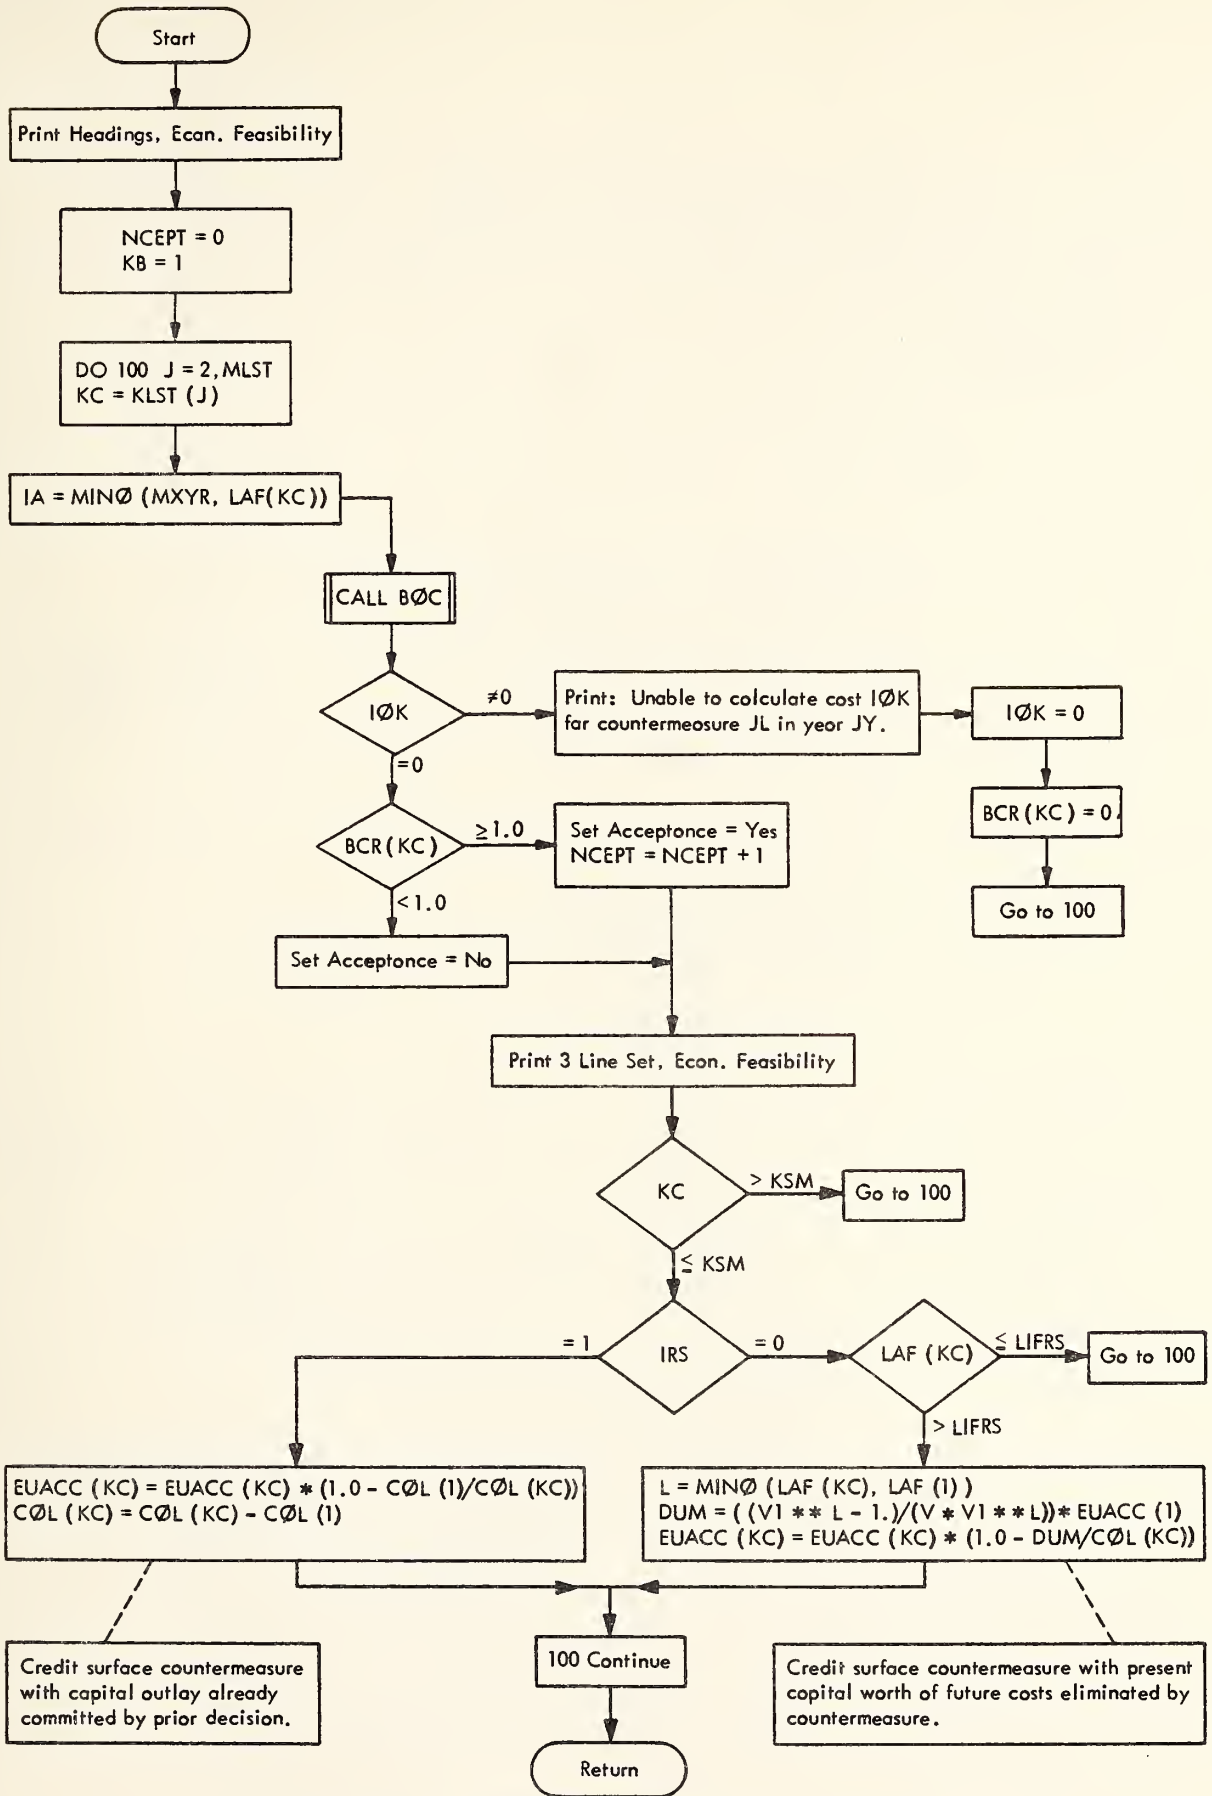 Start
Print Headings, Ecan. Feasibility
NCEPT = 0
KB = 1
DO 100 J = 2, MLST
KC = KLST (J)
IA = MINØ (MXYR, LAF(KC))
CALL BØC
IØK
≠0
Print: Unable to calculate cost IØK
far countermeosure JL in yeor JY.
IØK = 0
=0
BCR (KC) = 0.
BCR (KC)
≥1.0
Set Acceptonce = Yes
NCEPT = NCEPT + 1
<1.0
Go to 100
Set Acceptonce = No
Print 3 Line Set, Econ. Feasibility
KC
> KSM
Go to 100
≤ KSM
= 1
IRS
= 0
LAF (KC)
≤ LIFRS
Go to 100
> LIFRS
EUACC (KC) = EUACC (KC) * (1.0 - CØL (1)/CØL (KC))
CØL (KC) = CØL (KC) - CØL (1)
L = MINØ (LAF (KC), LAF (1) )
DUM = ( (V1 ** L - 1.)/(V * V1 ** L)) * EUACC (1)
EUACC (KC) = EUACC (KC) * (1.0 - DUM/CØL (KC))
100 Continue
Credit surface countermeasure
with capital outlay already
committed by prior decision.
Credit surface countermeasure with present
copital worth of future costs eliminated by
countermeasure.
Return